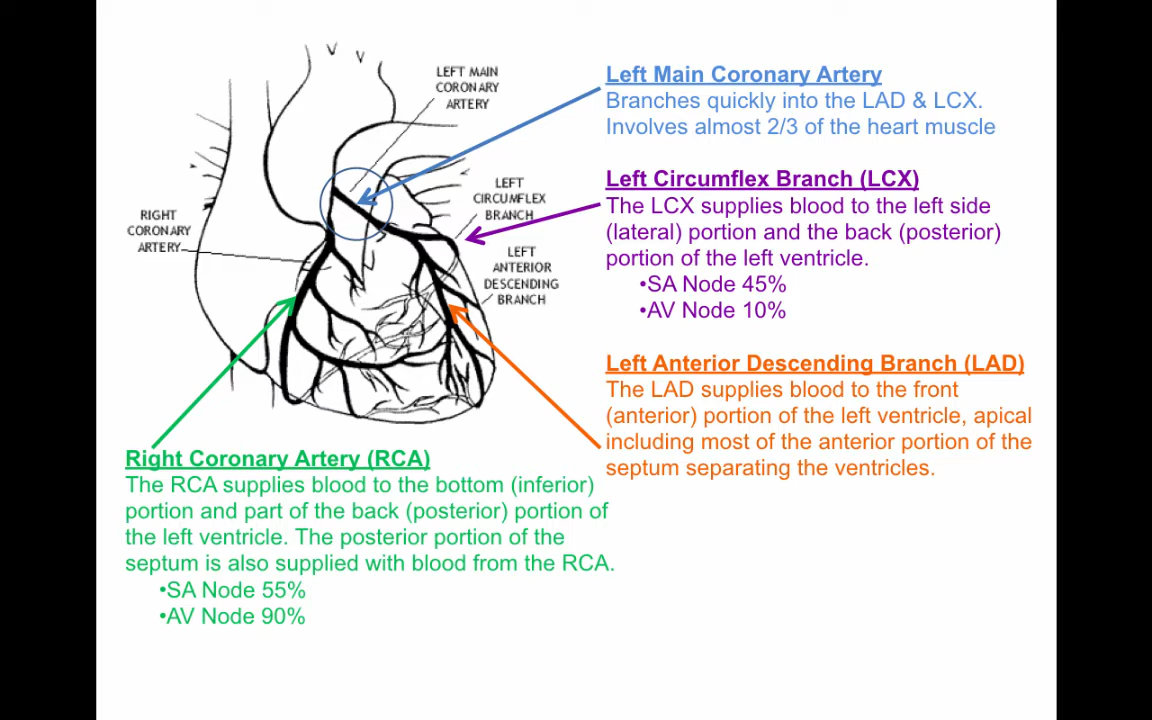 LEFT MAIN
CORONARY
ARTERY
LEFT
CIRCUMFLEX
BRANCH
RIGHT
CORONARY
ARTERY
LEFT
ANTERIOR
DESCENDING
BRANCH
Left Main Coronary Artery
Branches quickly into the LAD & LCX.
Involves almost 2/3 of the heart muscle
Left Circumflex Branch (LCX)
The LCX supplies blood to the left side
(lateral) portion and the back (posterior)
portion of the left ventricle.
•SA Node 45%
•AV Node 10%
Left Anterior Descending Branch (LAD)
The LAD supplies blood to the front
(anterior) portion of the left ventricle, apical
including most of the anterior portion of the
septum separating the ventricles.
Right Coronary Artery (RCA)
The RCA supplies blood to the bottom (inferior)
portion and part of the back (posterior) portion of
the left ventricle. The posterior portion of the
septum is also supplied with blood from the RCA.
•SA Node 55%
•AV Node 90%